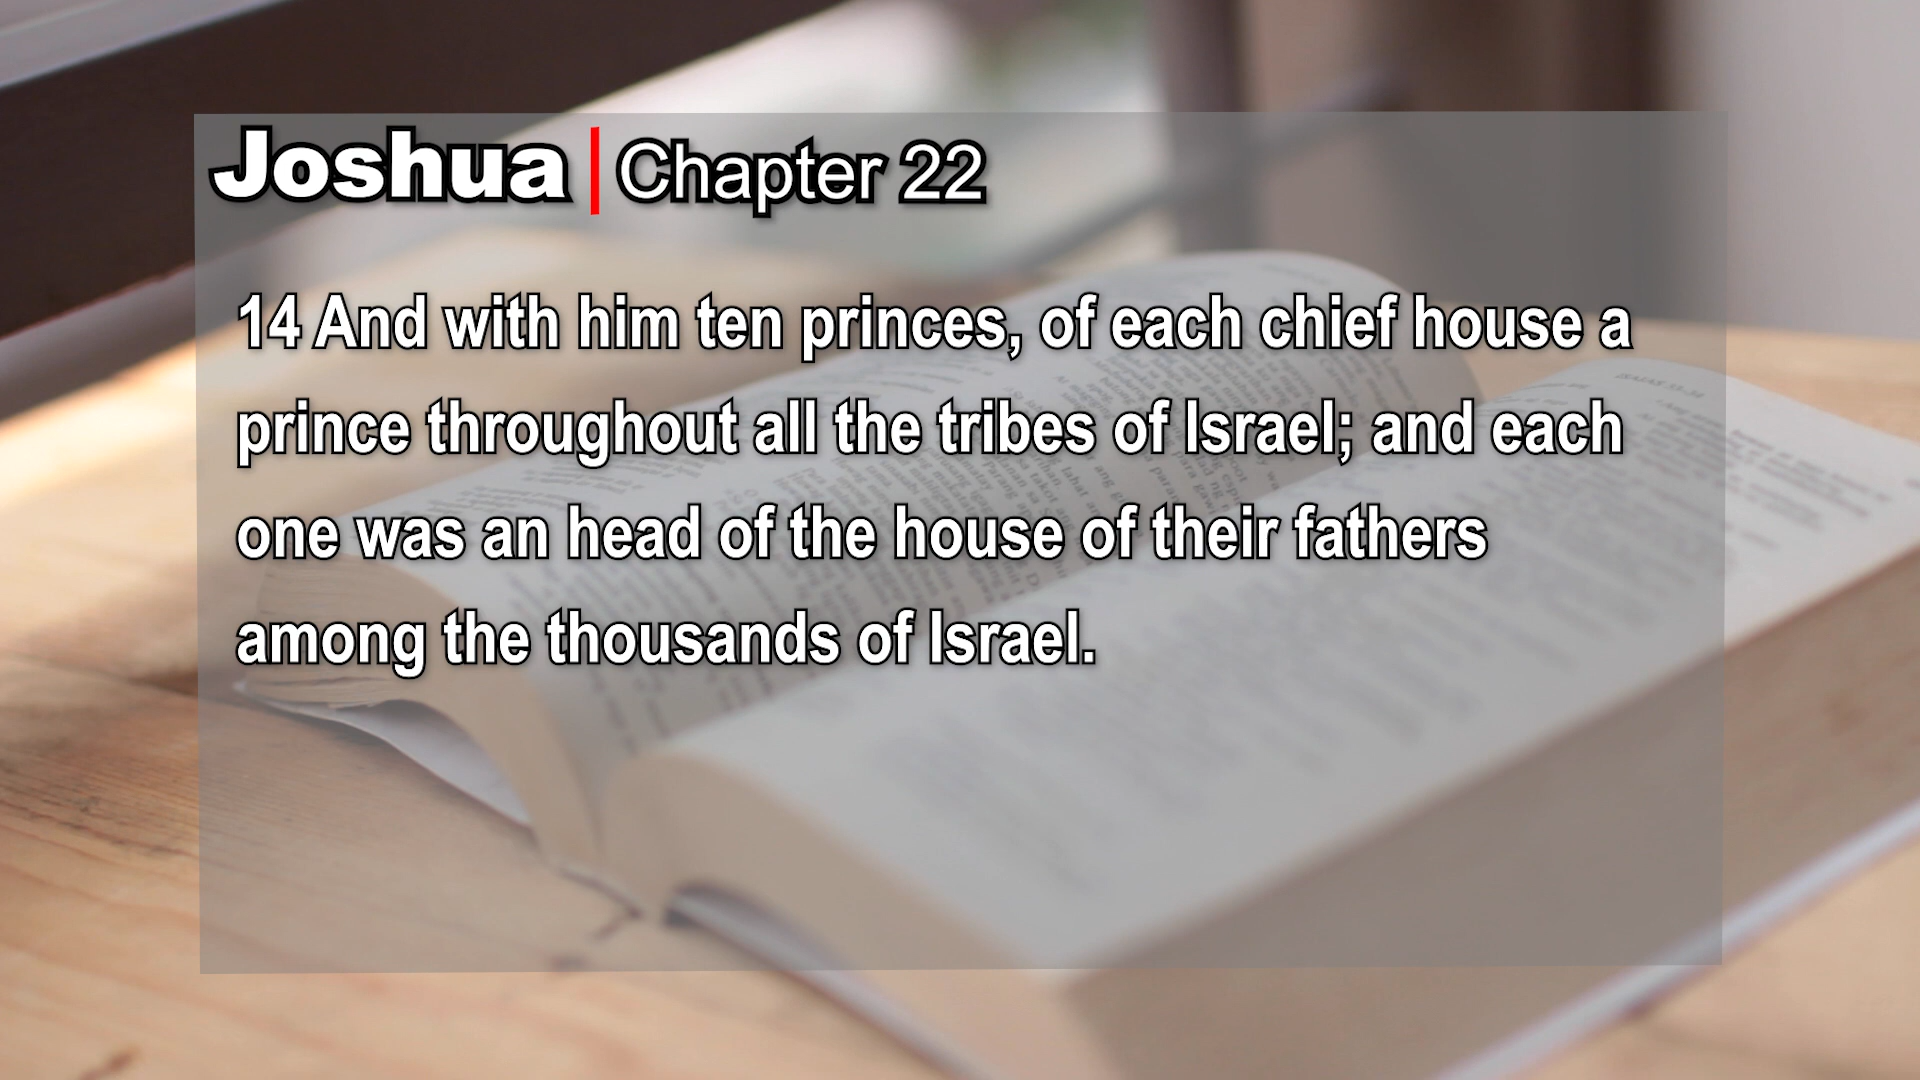 Joshua | Chapter 22
14 And with him ten princes, of each chief house a
prince throughout all the tribes of Israel; and each
one was an head of the house of their fathers
among the thousands of Israel.